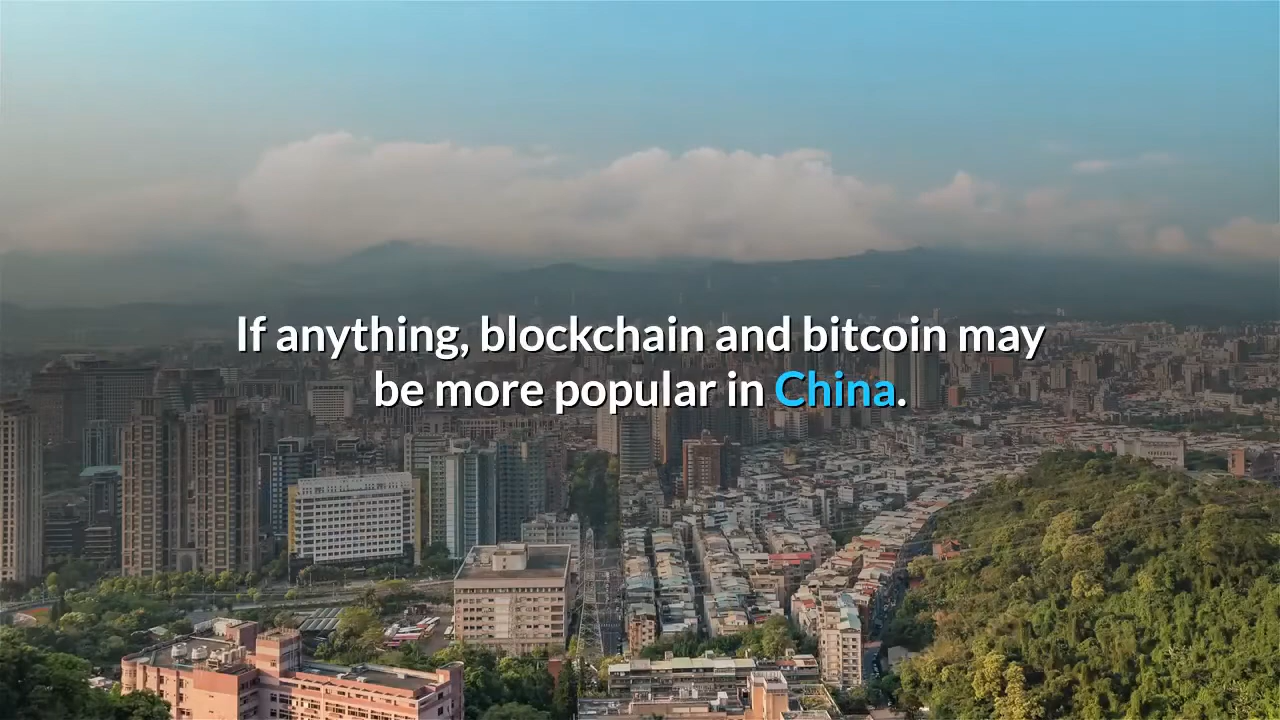 If anything, blockchain and bitcoin may
be more popular in China.